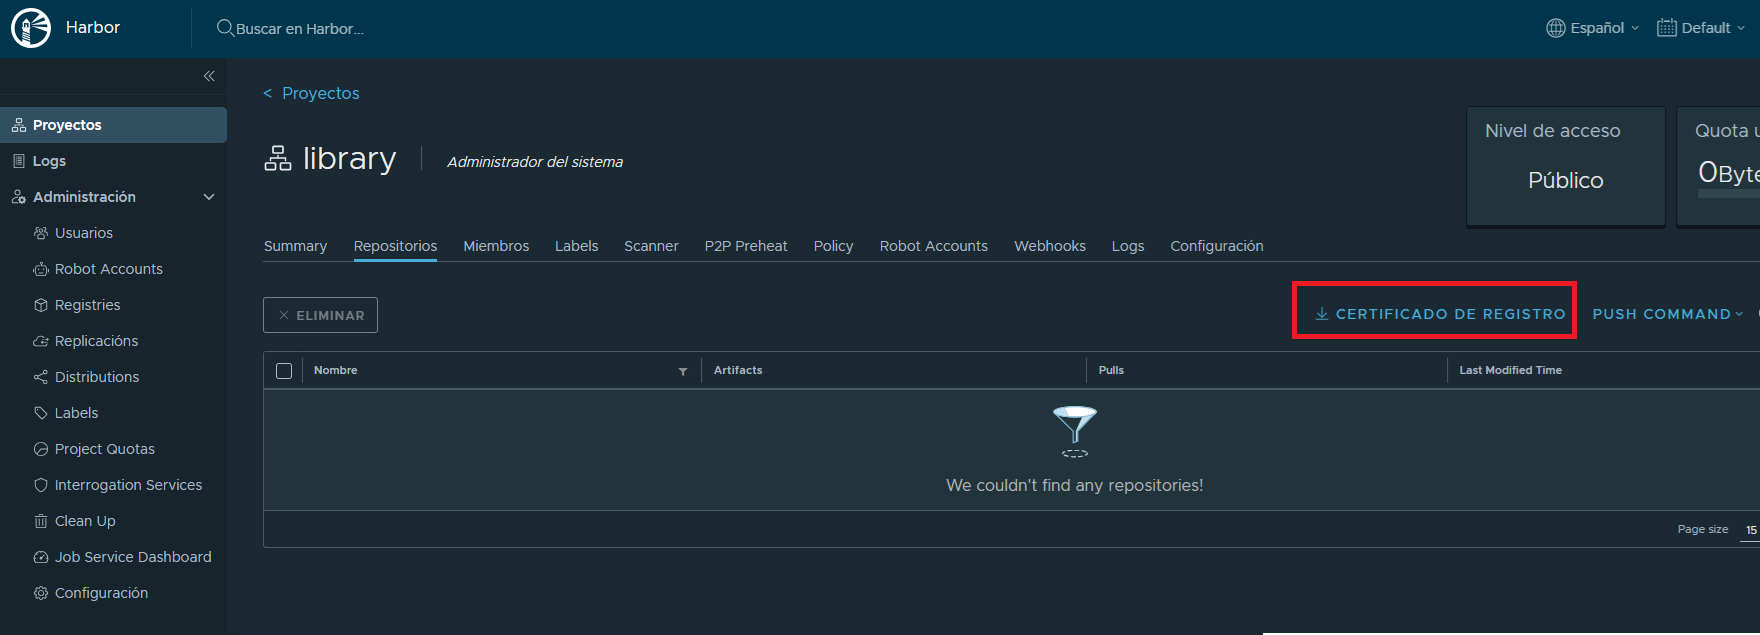 Harbor
Buscar en Harbor...
Español
Default
Proyectos
Logs
Administración
Usuarios
Robot Accounts
Registries
Replicacións
Distributions
Labels
Project Quotas
Interrogation Services
Clean Up
Job Service Dashboard
Configuración
< Proyectos
library
Administrador del sistema
Nivel de acceso
Público
Quota u
0Byte
Summary Repositorios Miembros Labels Scanner P2P Preheat Policy Robot Accounts Webhooks Logs Configuración
ELIMINAR
CERTIFICADO DE REGISTRO
PUSH COMMAND
Nombre Artifacts Pulls Last Modified Time
We couldn't find any repositories!
Page size 15